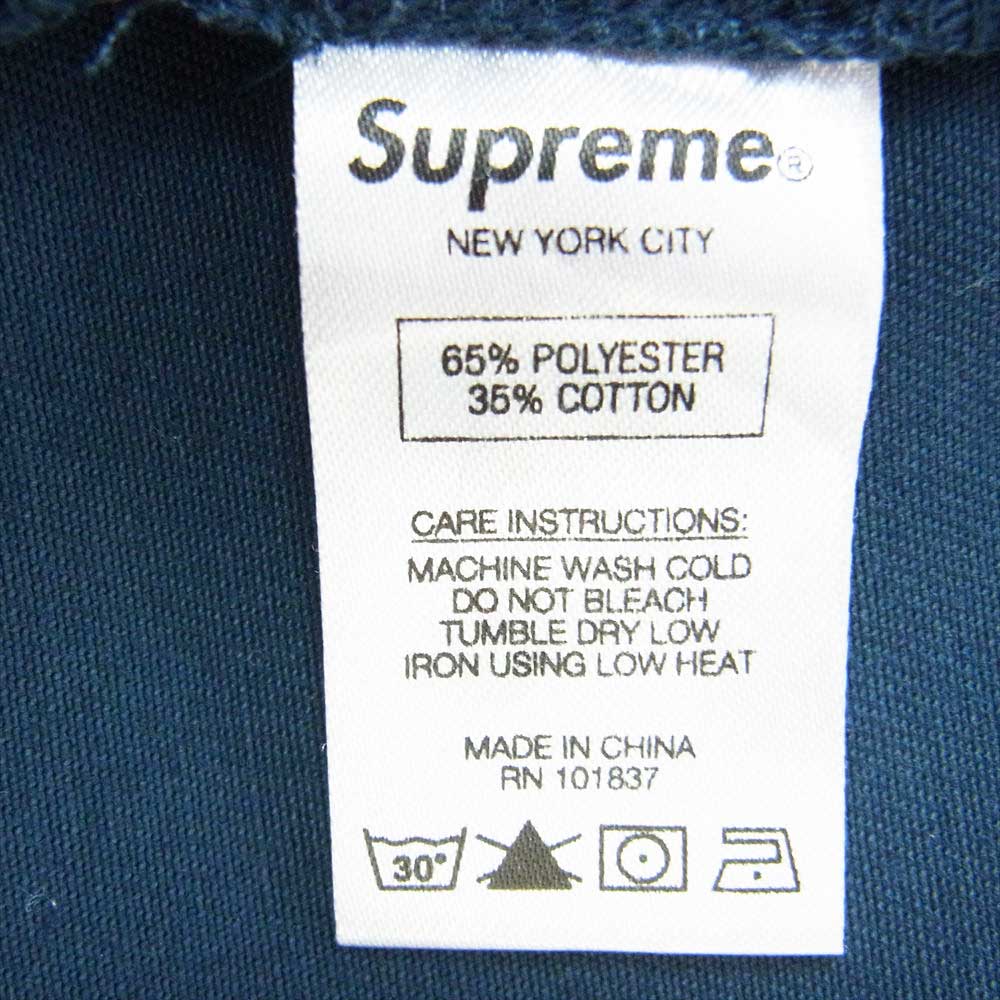 Supreme®
NEW YORK CITY
65% POLYESTER
35% COTTON
CARE INSTRUCTIONS:
MACHINE WASH COLD
DO NOT BLEACH
TUMBLE DRY LOW
IRON USING LOW HEAT
MADE IN CHINA
RN 101837
30°